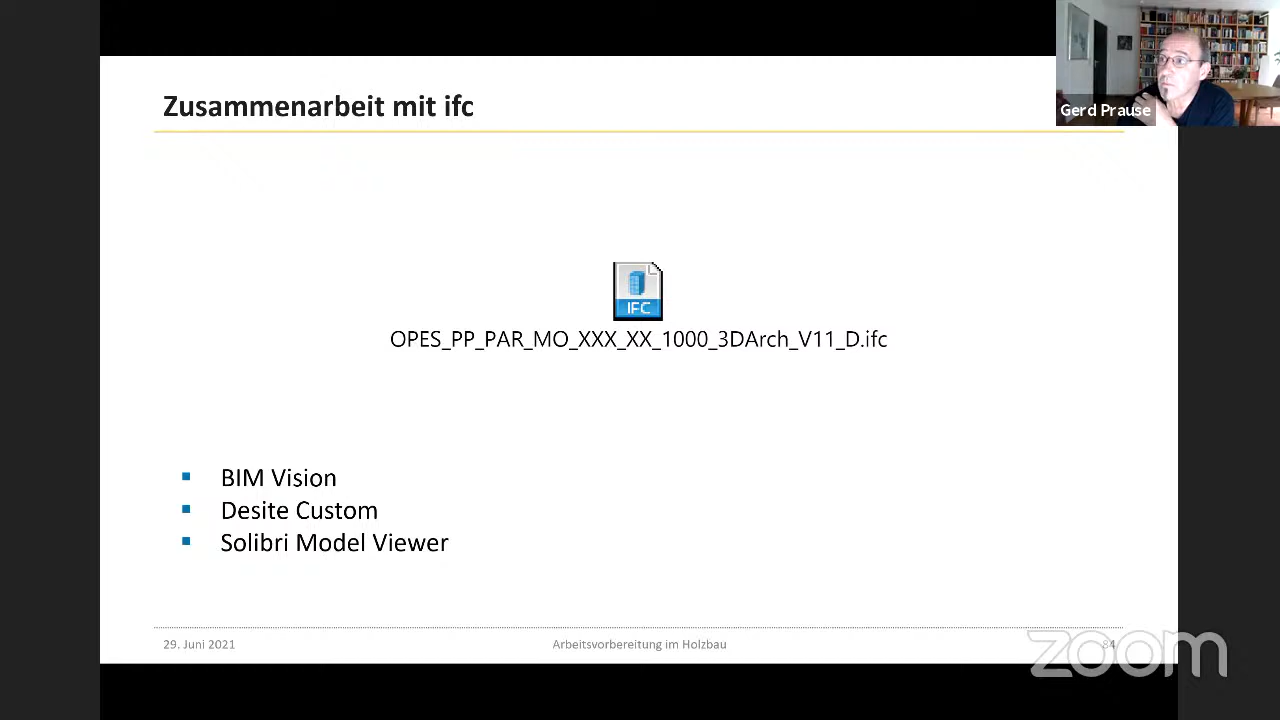 Zusammenarbeit mit ifc
Gerd Prause
IFC
OPES_PP_PAR_MO_XXX_XX_1000_3DArch_V11_D.ifc
BIM Vision
Desite Custom
Solibri Model Viewer
29. Juni 2021
Arbeitsvorbereitung im Holzbau
84
zoom